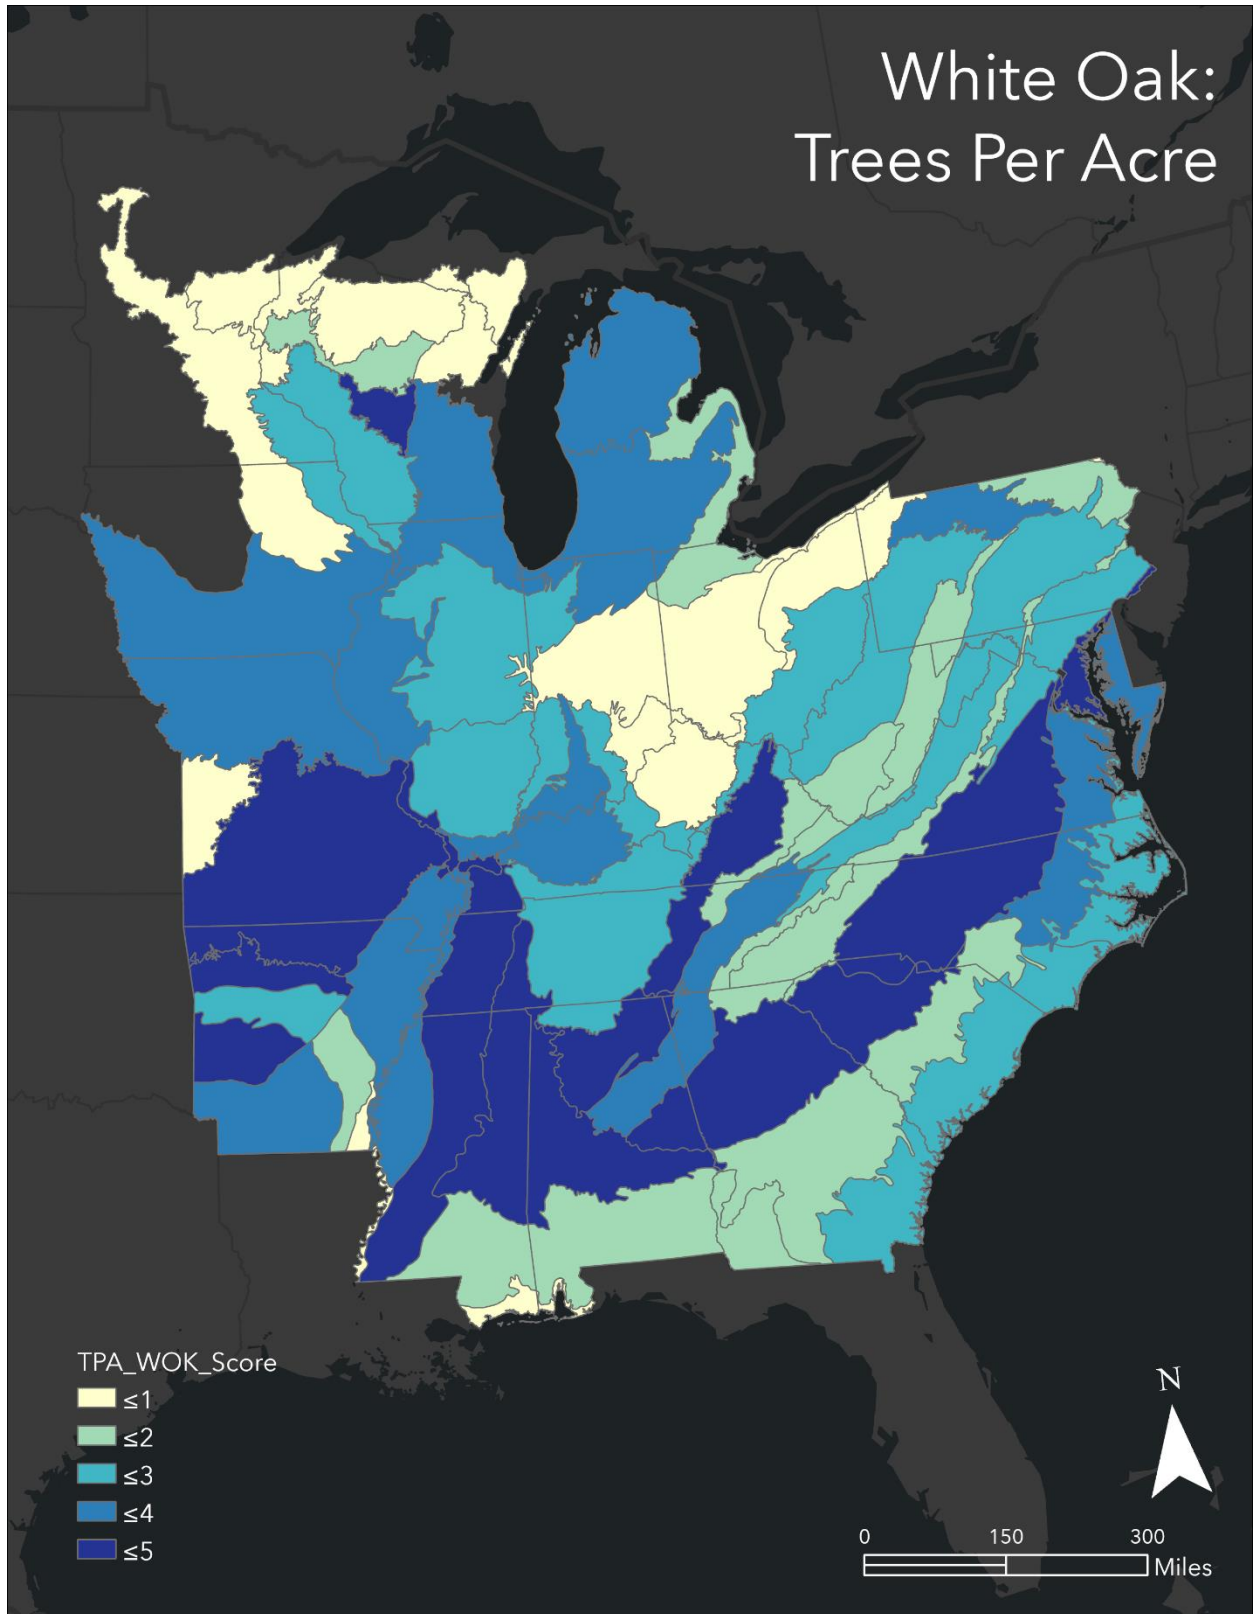 White Oak:
Trees Per Acre
TPA_WOK_Score
≤1
≤2
≤3
≤4
≤5
N
0 150 300
Miles